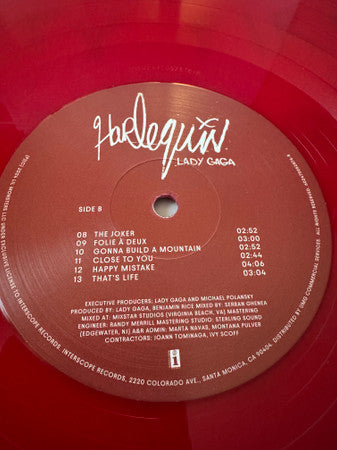 Harlequin
LADY GAGA
SIDE B
08 THE JOKER 02:52
09 FOLIE À DEUX 03:00
10 GONNA BUILD A MOUNTAIN 02:52
11 CLOSE TO YOU 02:44
12 HAPPY MISTAKE 04:06
13 THAT'S LIFE 03:04
EXECUTIVE PRODUCERS: LADY GAGA AND MICHAEL POLANSKY
PRODUCED BY: LADY GAGA, BENJAMIN RICE MIXED BY: SERBAN GHENEA
MIXED AT: MIXSTAR STUDIOS (VIRGINIA BEACH, VA) MASTERING
ENGINEER: RANDY MERRILL MASTERING STUDIO: STERLING SOUND
(EDGEWATER, NJ) A&R ADMIN: MARTA NAVAS, MONTANA PULVER
CONTRACTORS: JOANN TOMINAGA, IVY SCOFF
i
INTERSCOPE RECORDS, 2220 COLORADO AVE., SANTA MONICA, CA 90404. DISTRIBUTED BY UMG COMMERCIAL SERVICES.